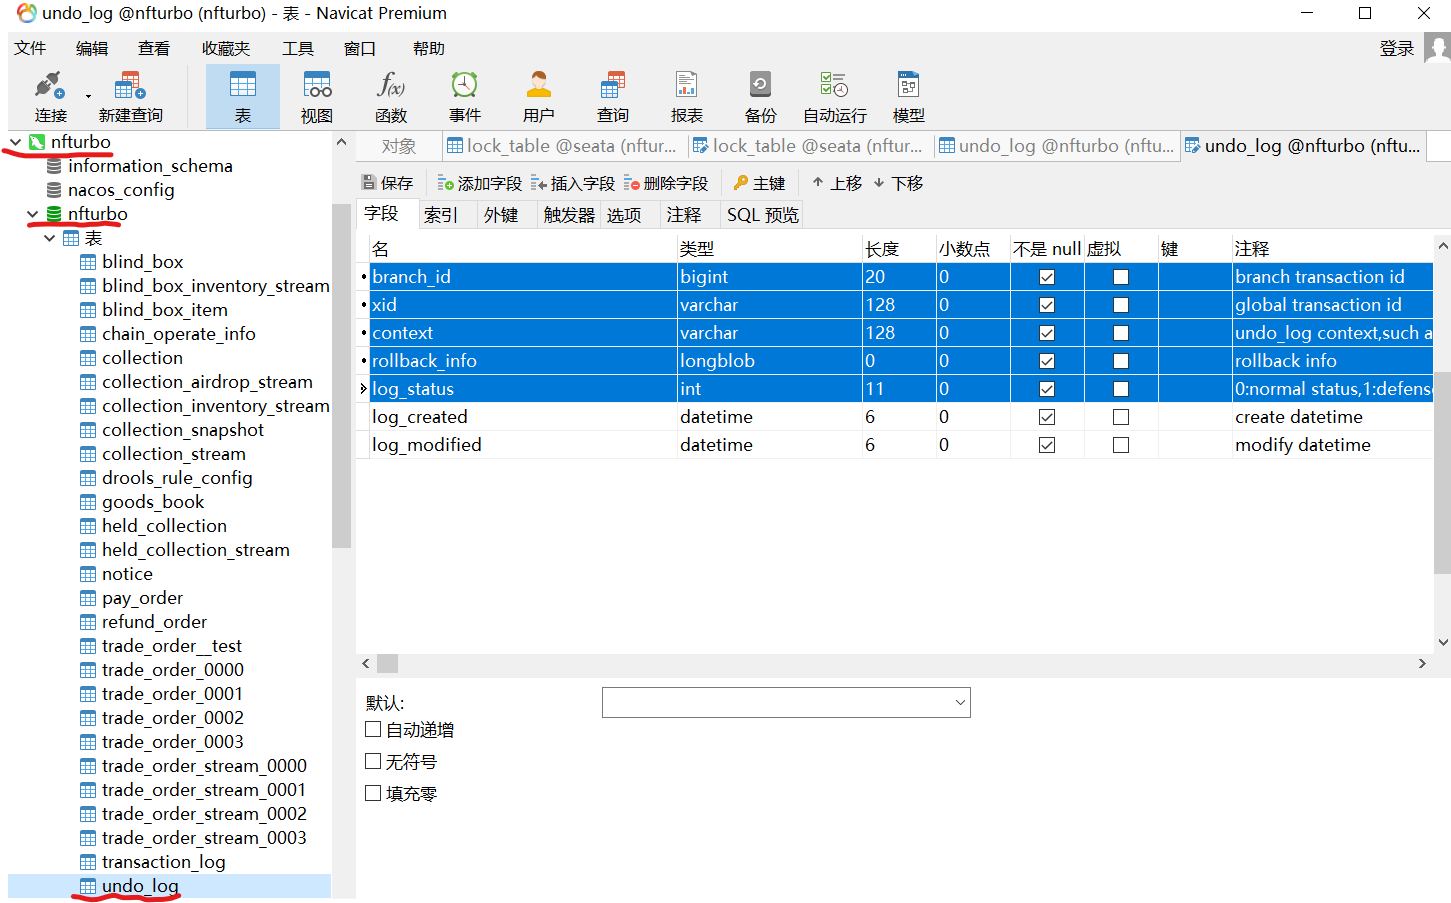 undo_log @nfturbo (nfturbo) - 表 - Navicat Premium
文件 编辑 查看 收藏夹 工具 窗口 帮助 登录
连接 新建查询 表 视图 函数 事件 用户 查询 报表 备份 自动运行 模型
nfturbo
information_schema
nacos_config
nfturbo
表
blind_box
blind_box_inventory_stream
blind_box_item
chain_operate_info
collection
collection_airdrop_stream
collection_inventory_stream
collection_snapshot
collection_stream
drools_rule_config
goods_book
held_collection
held_collection_stream
notice
pay_order
refund_order
trade_order__test
trade_order_0000
trade_order_0001
trade_order_0002
trade_order_0003
trade_order_stream_0000
trade_order_stream_0001
trade_order_stream_0002
trade_order_stream_0003
transaction_log
undo_log
对象 lock_table @seata (nftur... lock_table @seata (nftur... undo_log @nfturbo (nfturb... undo_log @nfturbo (nftu...
保存 添加字段 插入字段 删除字段 主键 上移 下移
字段 索引 外键 触发器 选项 注释 SQL 预览
名 类型 长度 小数点 不是 null 虚拟 键 注释
branch_id bigint 20 0 branch transaction id
xid varchar 128 0 global transaction id
context varchar 128 0 undo_log context,such a
rollback_info longblob 0 0 rollback info
log_status int 11 0 0:normal status,1:defense
log_created datetime 6 0 create datetime
log_modified datetime 6 0 modify datetime
默认:
自动递增
无符号
填充零